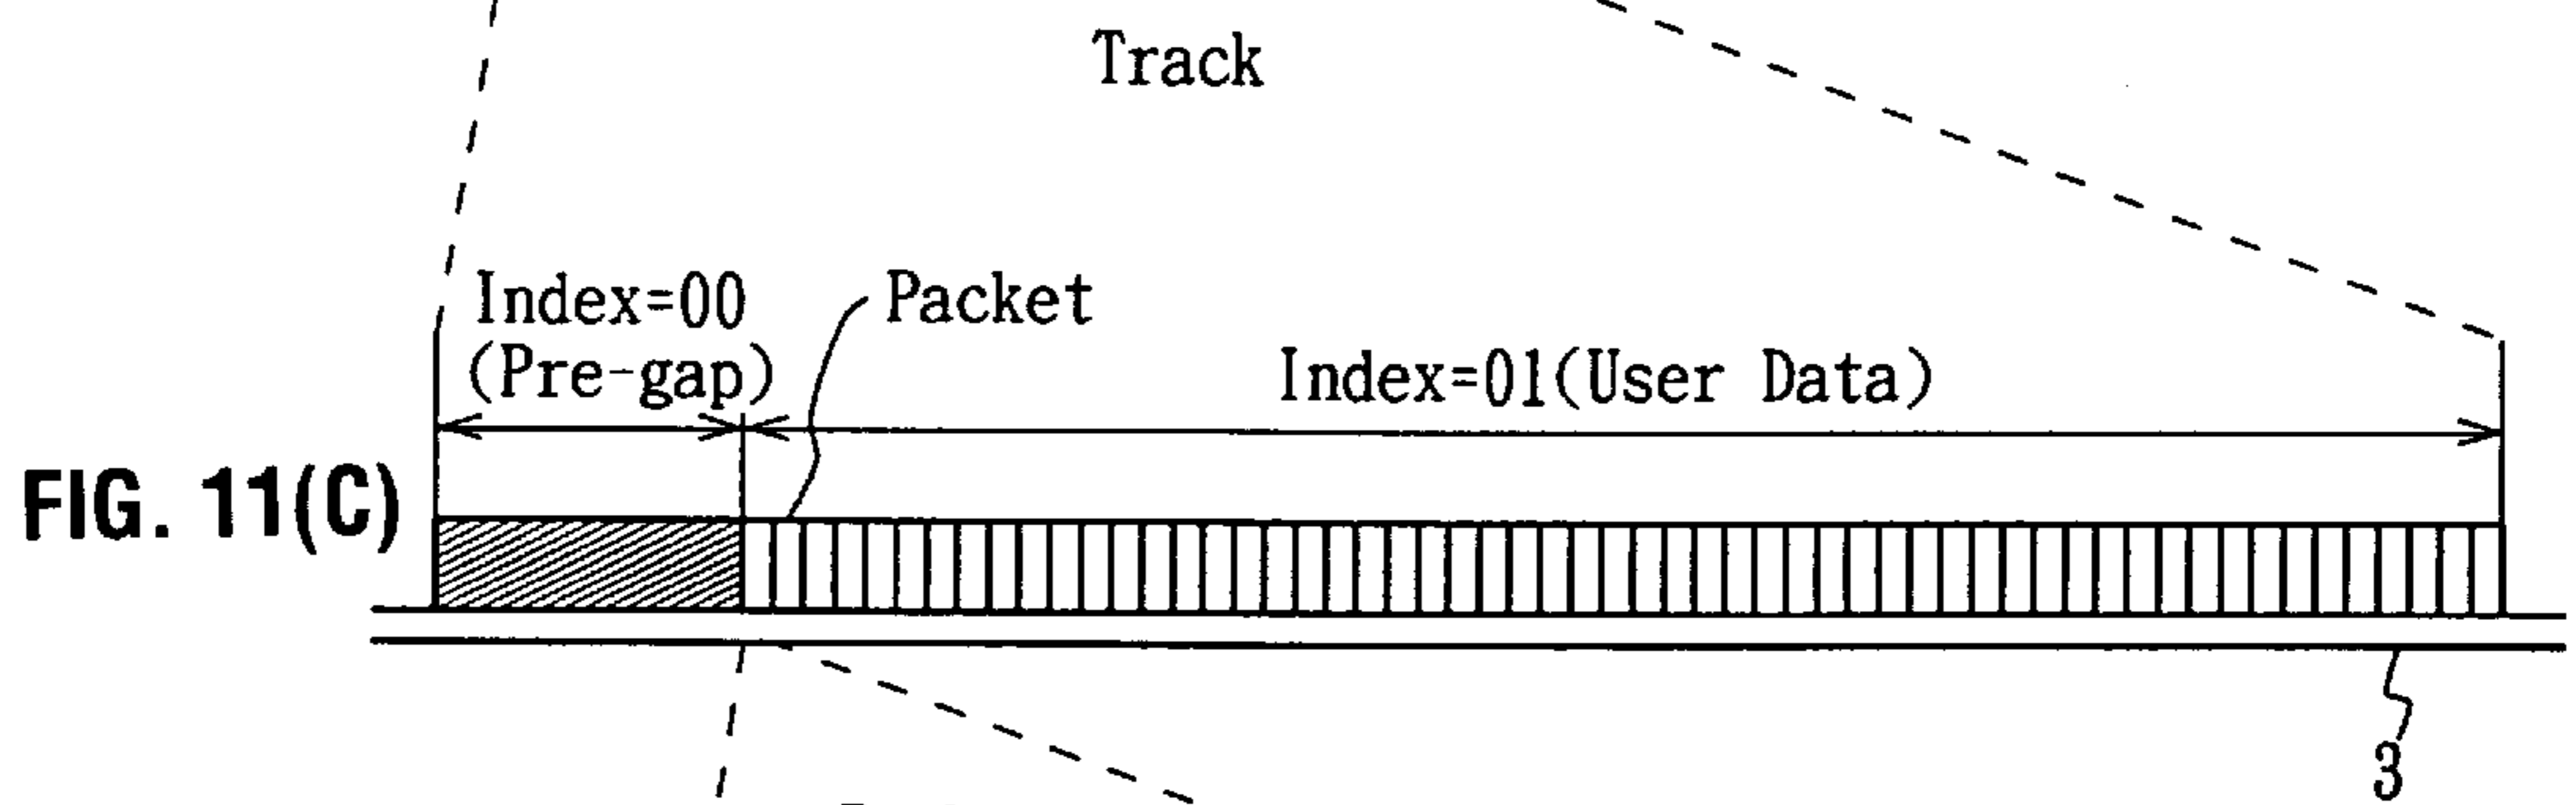 Track
Index=00
(Pre-gap)
Packet
Index=01(User Data)
FIG. 11(C)
3